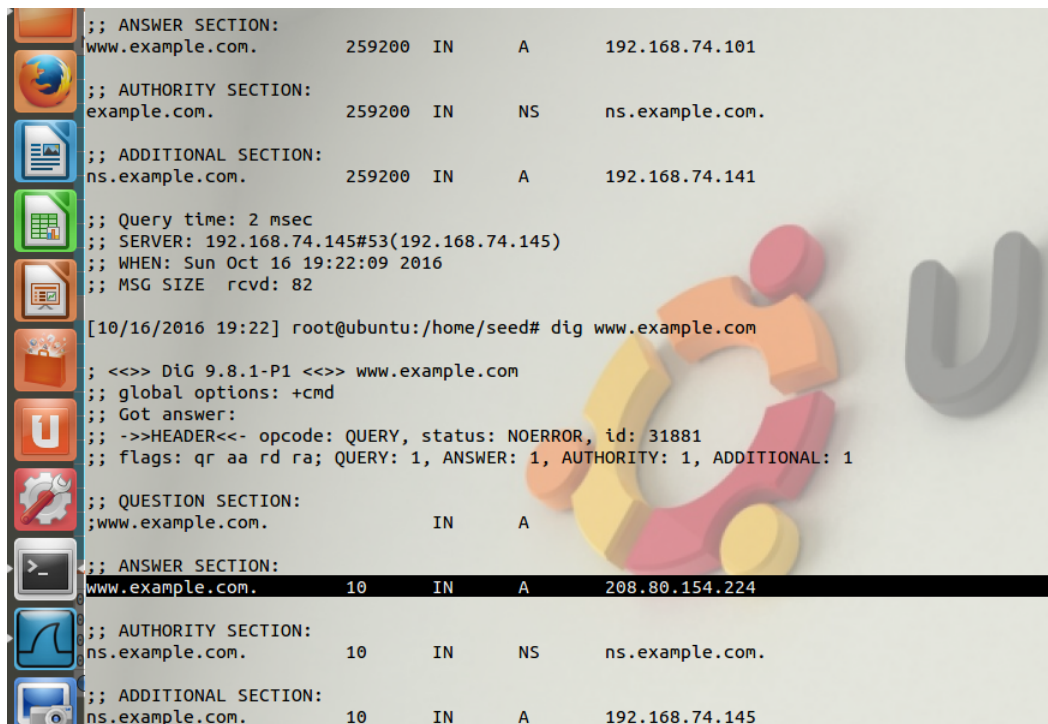 ;; ANSWER SECTION:
www.example.com. 259200 IN A 192.168.74.101
;; AUTHORITY SECTION:
example.com. 259200 IN NS ns.example.com.
;; ADDITIONAL SECTION:
ns.example.com. 259200 IN A 192.168.74.141
;; Query time: 2 msec
;; SERVER: 192.168.74.145#53(192.168.74.145)
;; WHEN: Sun Oct 16 19:22:09 2016
;; MSG SIZE rcvd: 82
[10/16/2016 19:22] root@ubuntu:/home/seed# dig www.example.com
; <<>> DiG 9.8.1-P1 <<>> www.example.com
;; global options: +cmd
;; Got answer:
;; ->>HEADER<<- opcode: QUERY, status: NOERROR, id: 31881
;; flags: qr aa rd ra; QUERY: 1, ANSWER: 1, AUTHORITY: 1, ADDITIONAL: 1
;; QUESTION SECTION:
;www.example.com. IN A
;; ANSWER SECTION:
www.example.com. 10 IN A 208.80.154.224
;; AUTHORITY SECTION:
ns.example.com. 10 IN NS ns.example.com.
;; ADDITIONAL SECTION:
ns.example.com. 10 IN A 192.168.74.145